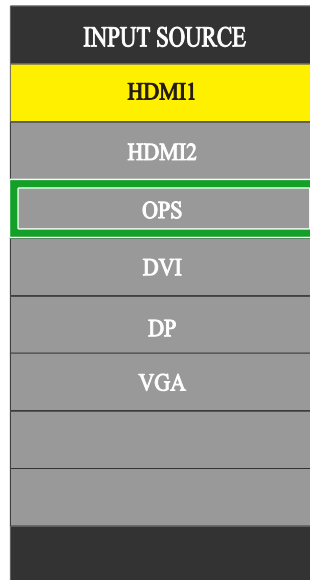 INPUT SOURCE
HDMI1
HDMI2
OPS
DVI
DP
VGA